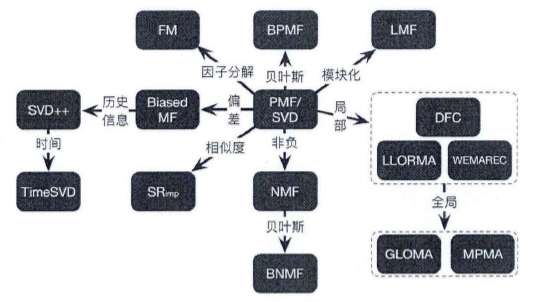 FM
BPMF
LMF
因子分解
贝叶斯
模块化
SVD++
历史
信息
Biased
MF
偏
差
PMF/
SVD
局
部
DFC
LLORMA
WEMAREC
时间
相似度
非负
TimeSVD
SRimp
NMF
全局
贝叶斯
GLOMA
MPMA
BNMF